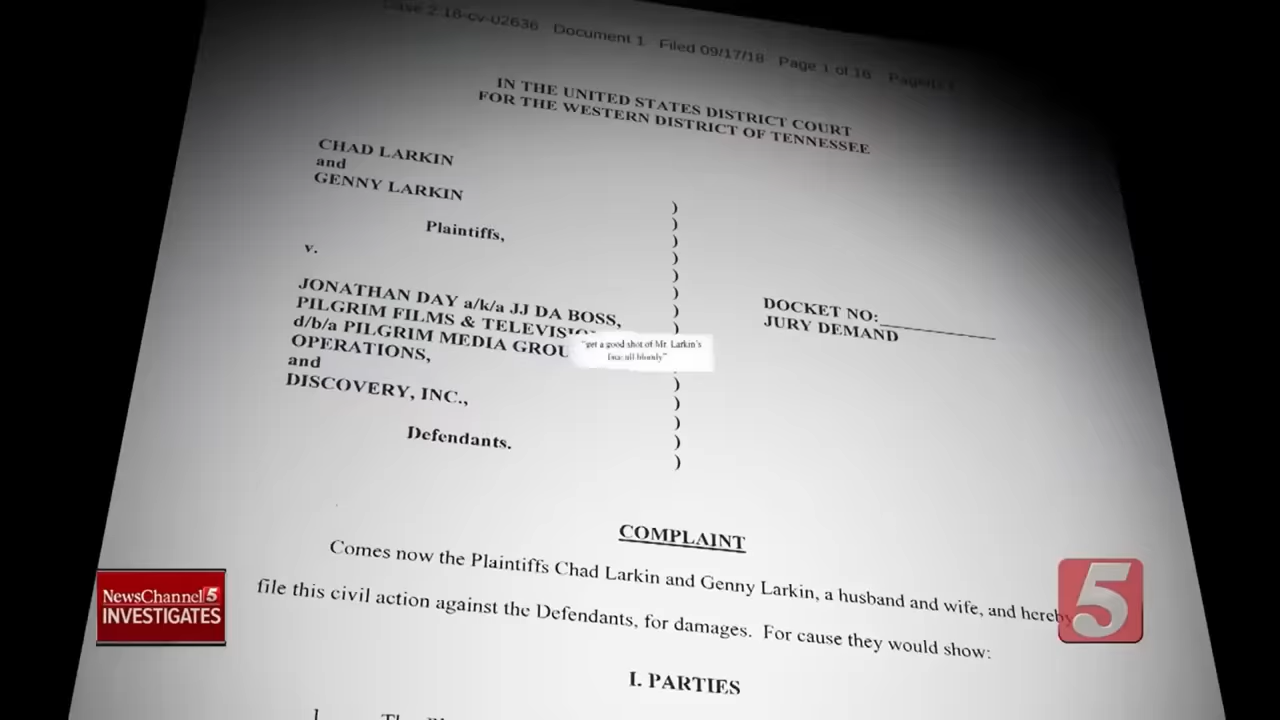 Case 2:18-cv-02636 Document 1 Filed 09/17/18 Page 1 of 18
IN THE UNITED STATES DISTRICT COURT
FOR THE WESTERN DISTRICT OF TENNESSEE
CHAD LARKIN
and
GENNY LARKIN
Plaintiffs,
v.
JONATHAN DAY a/k/a JJ DA BOSS,
PILGRIM FILMS & TELEVISIO
d/b/a PILGRIM MEDIA GROU
OPERATIONS,
and
DISCOVERY, INC.,
Defendants.
)
)
)
)
)
)
)
)
)
)
)
)
)
DOCKET NO:____________
JURY DEMAND
"get a good shot of Mr. Larkin's
face all bloody"
COMPLAINT
Comes now the Plaintiffs Chad Larkin and Genny Larkin, a husband and wife, and hereby
file this civil action against the Defendants, for damages. For cause they would show:
I. PARTIES
NewsChannel 5
INVESTIGATES
5